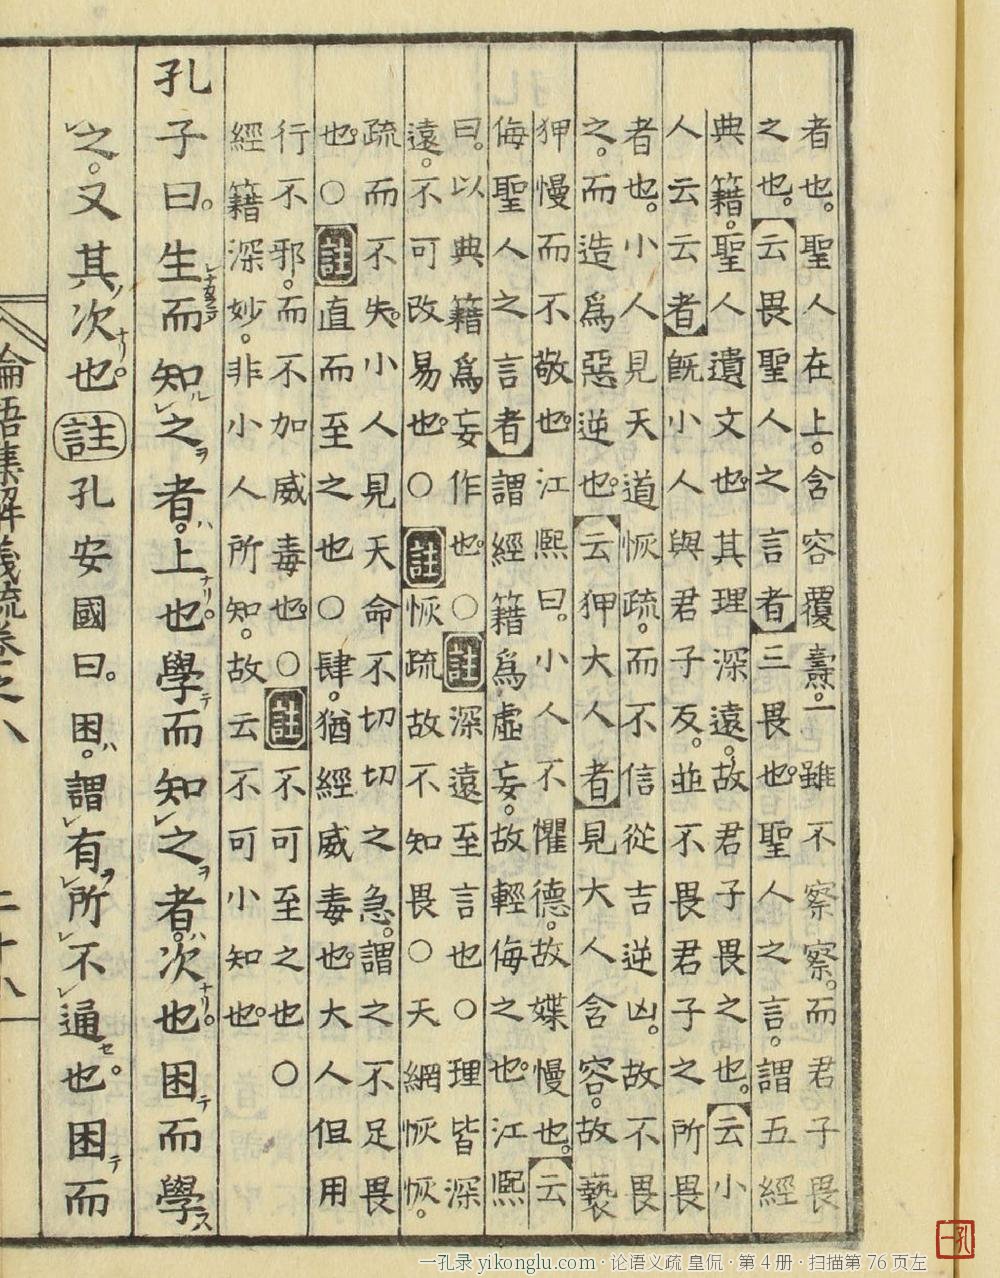 者也。聖人在上。含容覆燾。一雖不察察。而君子畏
之也。云畏聖人之言者三畏也。聖人之言。謂五經
典籍。聖人遺文也。其理深遠。故君子畏之也。云小
人云云者既小人與君子反。並不畏君子之所畏
者也。小人見天道恢疏。而不信從吉逆凶。故不畏
之。而造爲惡逆也。云狎大人者見大人含容。故褻
狎慢而不敬也。江熙曰。小人不懼德。故媟慢也。云
侮聖人之言者謂經籍爲虛妄。故輕侮之也。江熙
曰。以典籍爲妄作也。○註深遠至言也○理皆深
遠。不可改易也。○註恢疏故不知畏○天網恢恢。
疏而不失。小人見天命不切切之急。謂之不足畏
也。○註直而至之也○肆。猶經威毒也。大人但用
行不邪。而不加威毒也。○註不可至之也○
經籍深妙。非小人所知。故云不可小知也。
孔子曰。生而知之者。上也學而知之者。次也困而學
之。又其次也。註孔安國曰。困。謂有所不通也。困而
論語集解義疏卷之八
二十八
一孔录 yikonglu.com · 论语义疏 皇侃 · 第 4 册 · 扫描第 76 页左
一孔